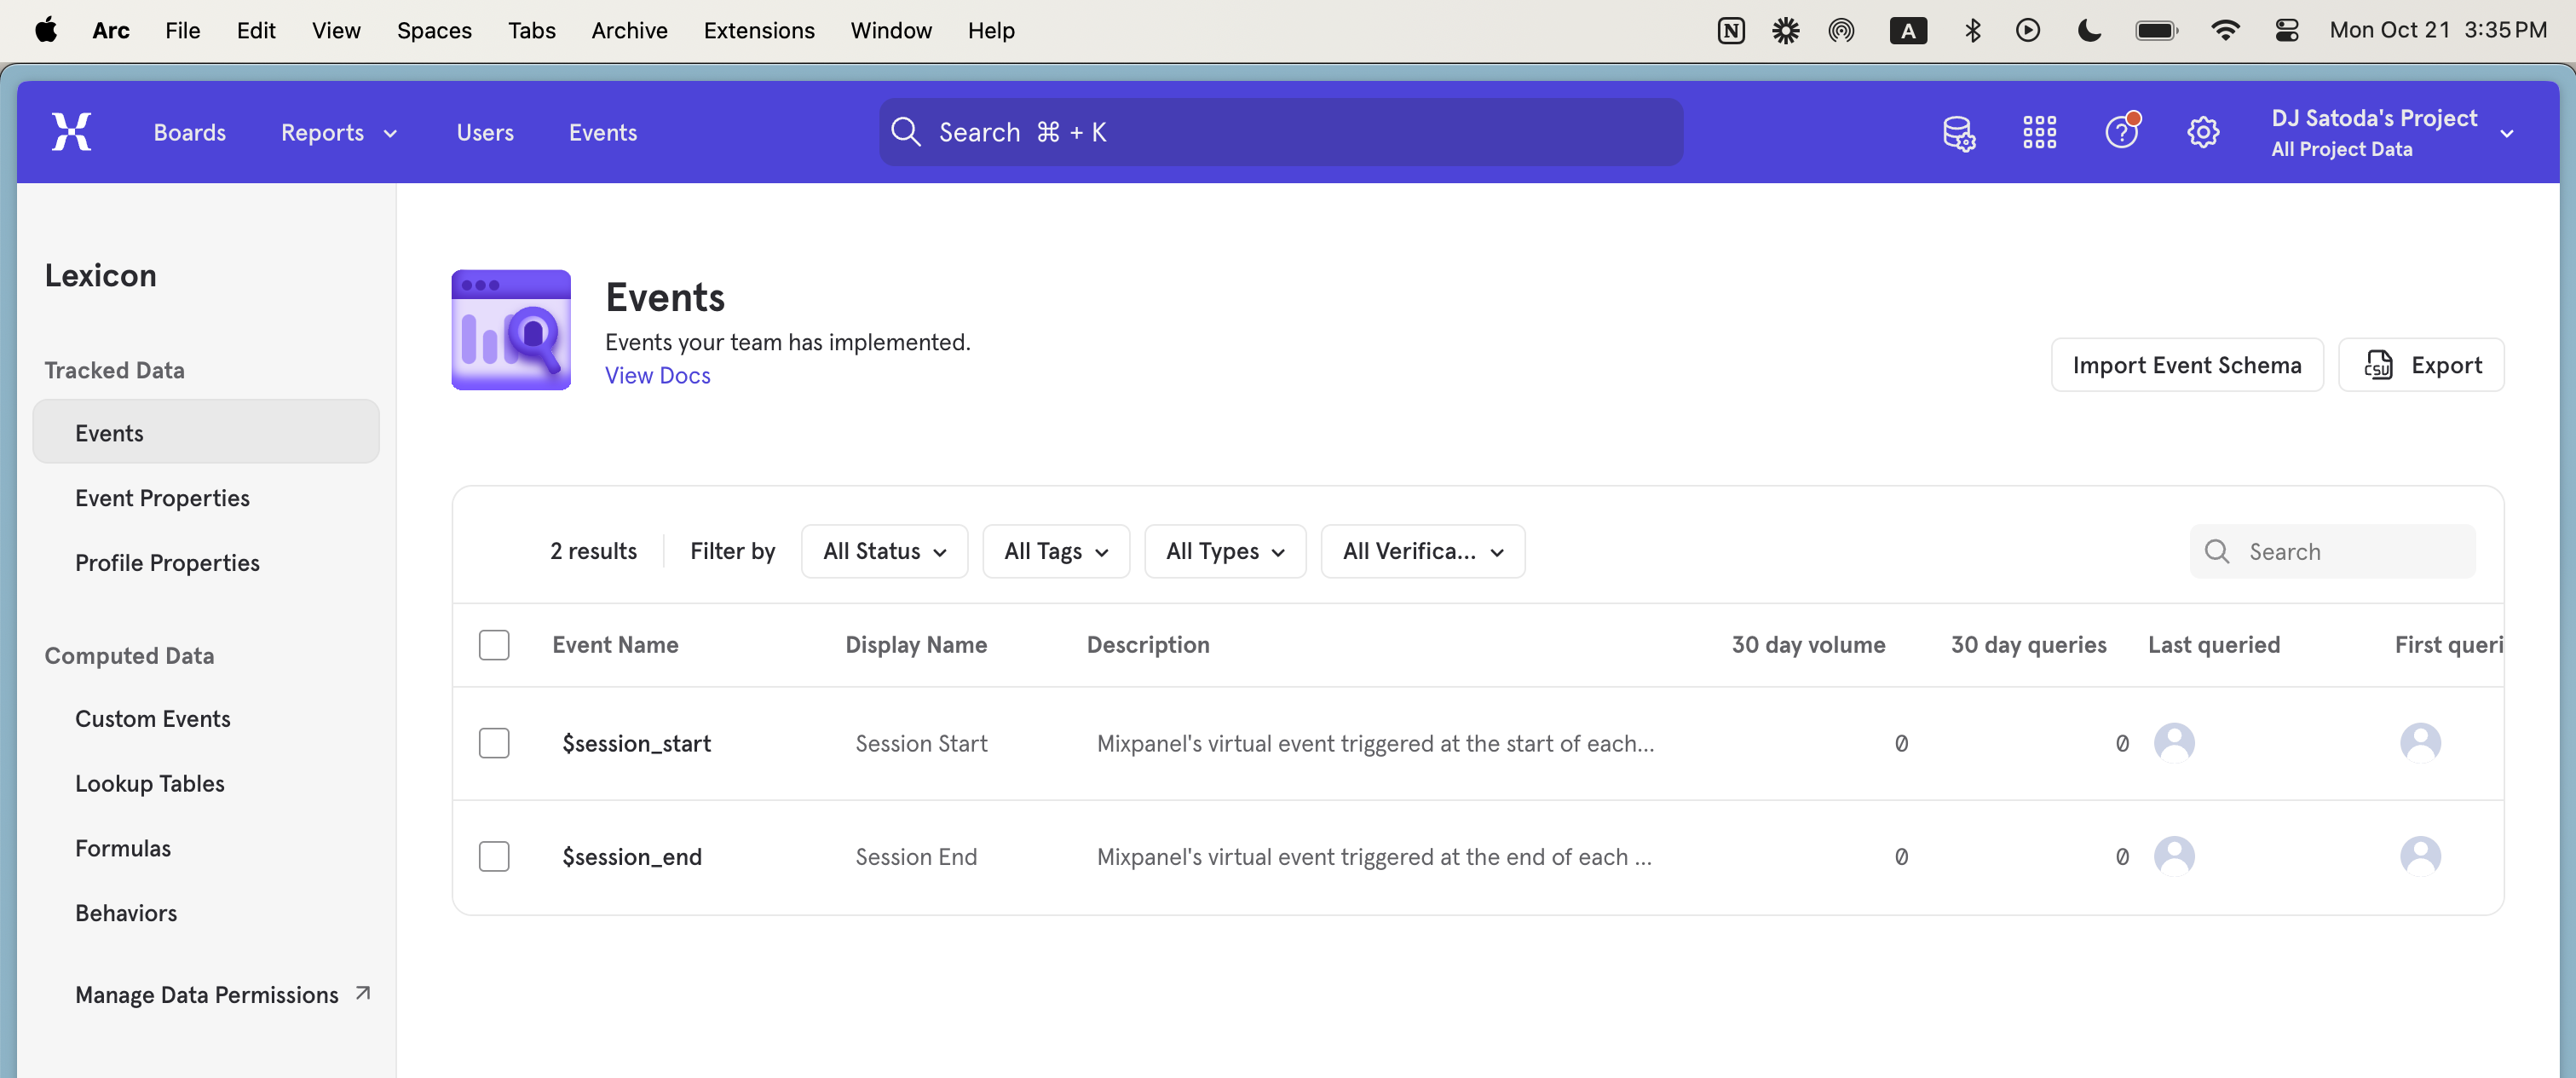 Arc File Edit View Spaces Tabs Archive Extensions Window Help A Mon Oct 21 3:35 PM
Boards Reports Users Events Search ⌘ + K DJ Satoda's Project
All Project Data
Lexicon
Tracked Data
Events
Event Properties
Profile Properties
Computed Data
Custom Events
Lookup Tables
Formulas
Behaviors
Manage Data Permissions
Events
Events your team has implemented.
View Docs
Import Event Schema CSV Export
2 results Filter by All Status All Tags All Types All Verifica... Search
Event Name Display Name Description 30 day volume 30 day queries Last queried First queri
$session_start Session Start Mixpanel's virtual event triggered at the start of each... 0 0
$session_end Session End Mixpanel's virtual event triggered at the end of each ... 0 0